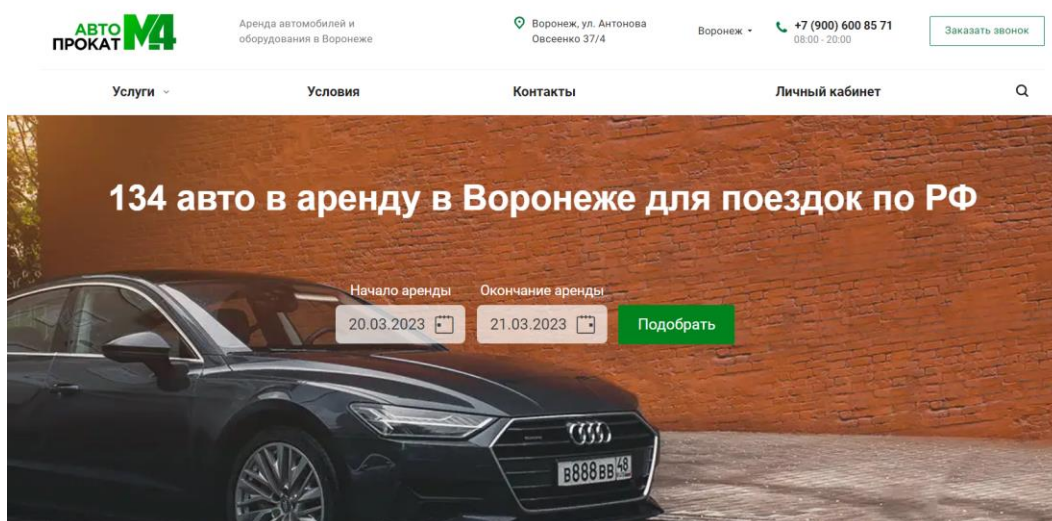 АВТО
ПРОКАТ М4
Аренда автомобилей и
оборудования в Воронеже
Воронеж, ул. Антонова
Овсеенко 37/4
Воронеж
+7 (900) 600 85 71
08:00 - 20:00
Заказать звонок
Услуги
Условия
Контакты
Личный кабинет
134 авто в аренду в Воронеже для поездок по РФ
Начало аренды
Окончание аренды
20.03.2023
21.03.2023
Подобрать
В888ВВ 48